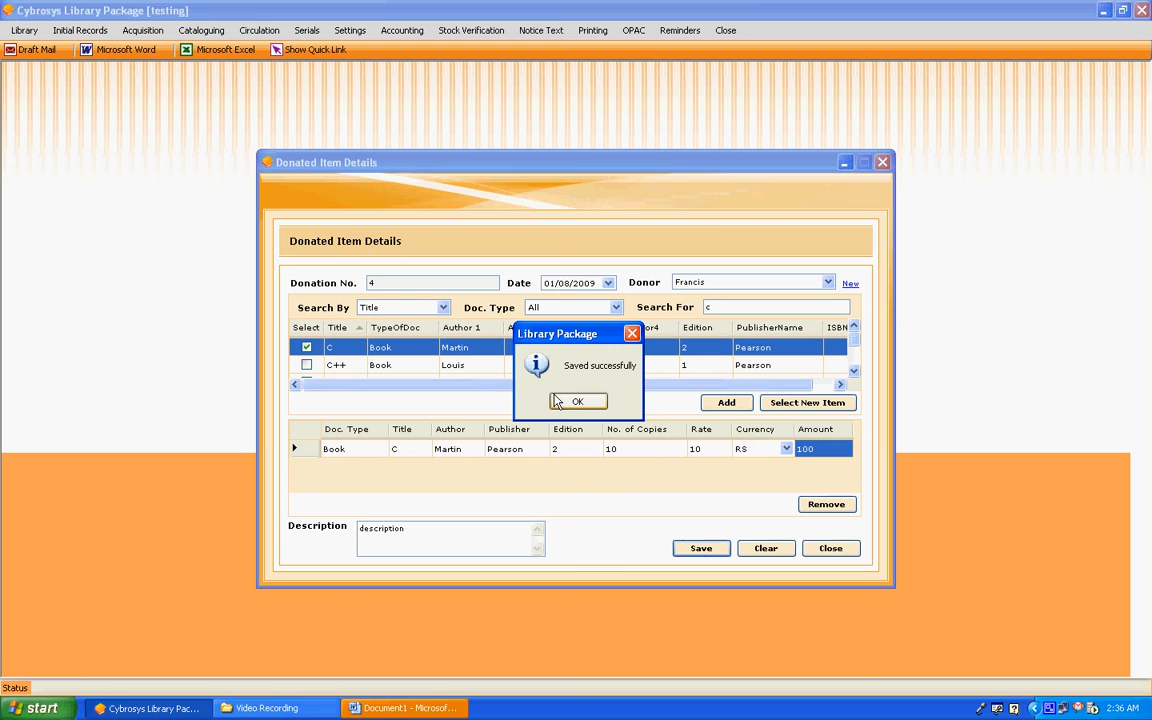 Cybrosys Library Package [testing]
Library Initial Records Acquisition Cataloguing Circulation Serials Settings Accounting Stock Verification Notice Text Printing OPAC Reminders Close
Draft Mail Microsoft Word Microsoft Excel Show Quick Link
Donated Item Details
Donated Item Details
Donation No. 4 Date 01/08/2009 Donor Francis New
Search By Title Doc. Type All Search For c
Select Title TypeOfDoc Author 1 Edition PublisherName ISBN
C Book Martin 2 Pearson
C++ Book Louis 1 Pearson
Library Package
Saved successfully
OK
Add Select New Item
Doc. Type Title Author Publisher Edition No. of Copies Rate Currency Amount
Book C Martin Pearson 2 10 10 RS 100
Remove
Description description
Save Clear Close
Status
start Cybrosys Library Pac... Video Recording Document1 - Microsof... 2:36 AM